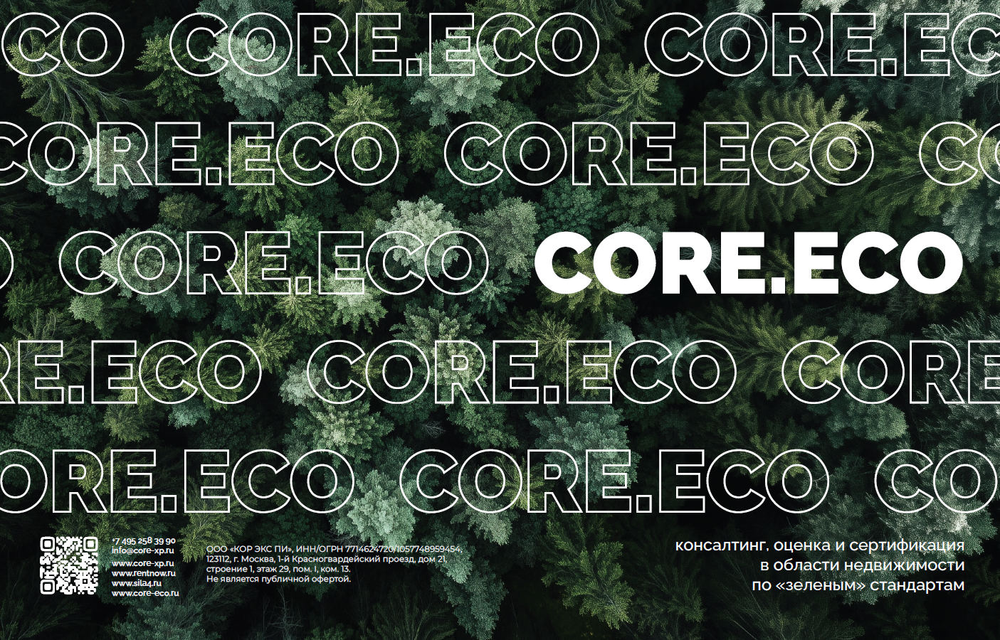 CO CORE.ECO CORE.EC
CORE.ECO CORE.ECO CO
O CORE.ECO CORE.ECO
RE.ECO CORE.ECO CORE
ORE.ECO CORE.ECO CO
+7 495 258 39 90
info@core-xp.ru
www.core-xp.ru
www.rentnow.ru
www.sila4.ru
www.core-eco.ru
ООО «КОР ЭКС ПИ», ИНН/ОГРН 7714624720/1057748959454,
123112, г. Москва, 1-й Красногвардейский проезд, дом 21,
строение 1, этаж 29, пом. I, ком. 13.
Не является публичной офертой.
консалтинг, оценка и сертификация
в области недвижимости
по «зеленым» стандартам